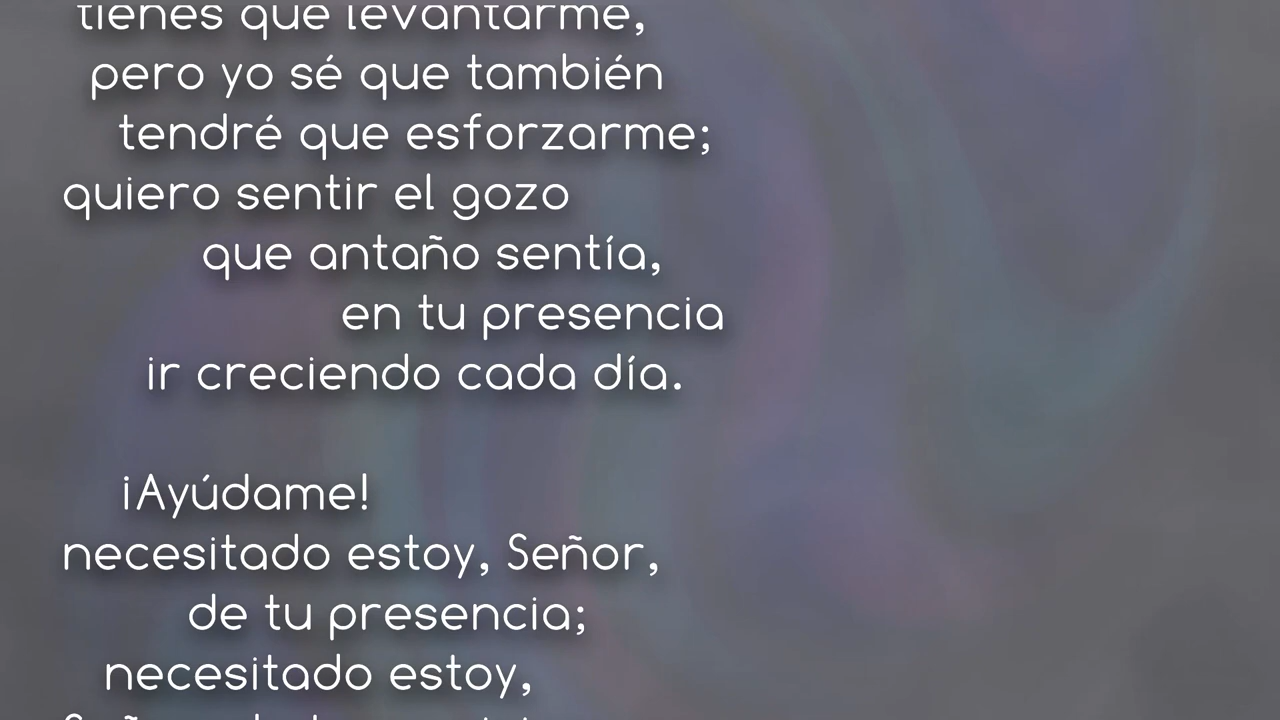 tienes que levantarme,
pero yo sé que también
tendré que esforzarme;
quiero sentir el gozo
que antaño sentía,
en tu presencia
ir creciendo cada día.
¡Ayúdame!
necesitado estoy, Señor,
de tu presencia;
necesitado estoy,